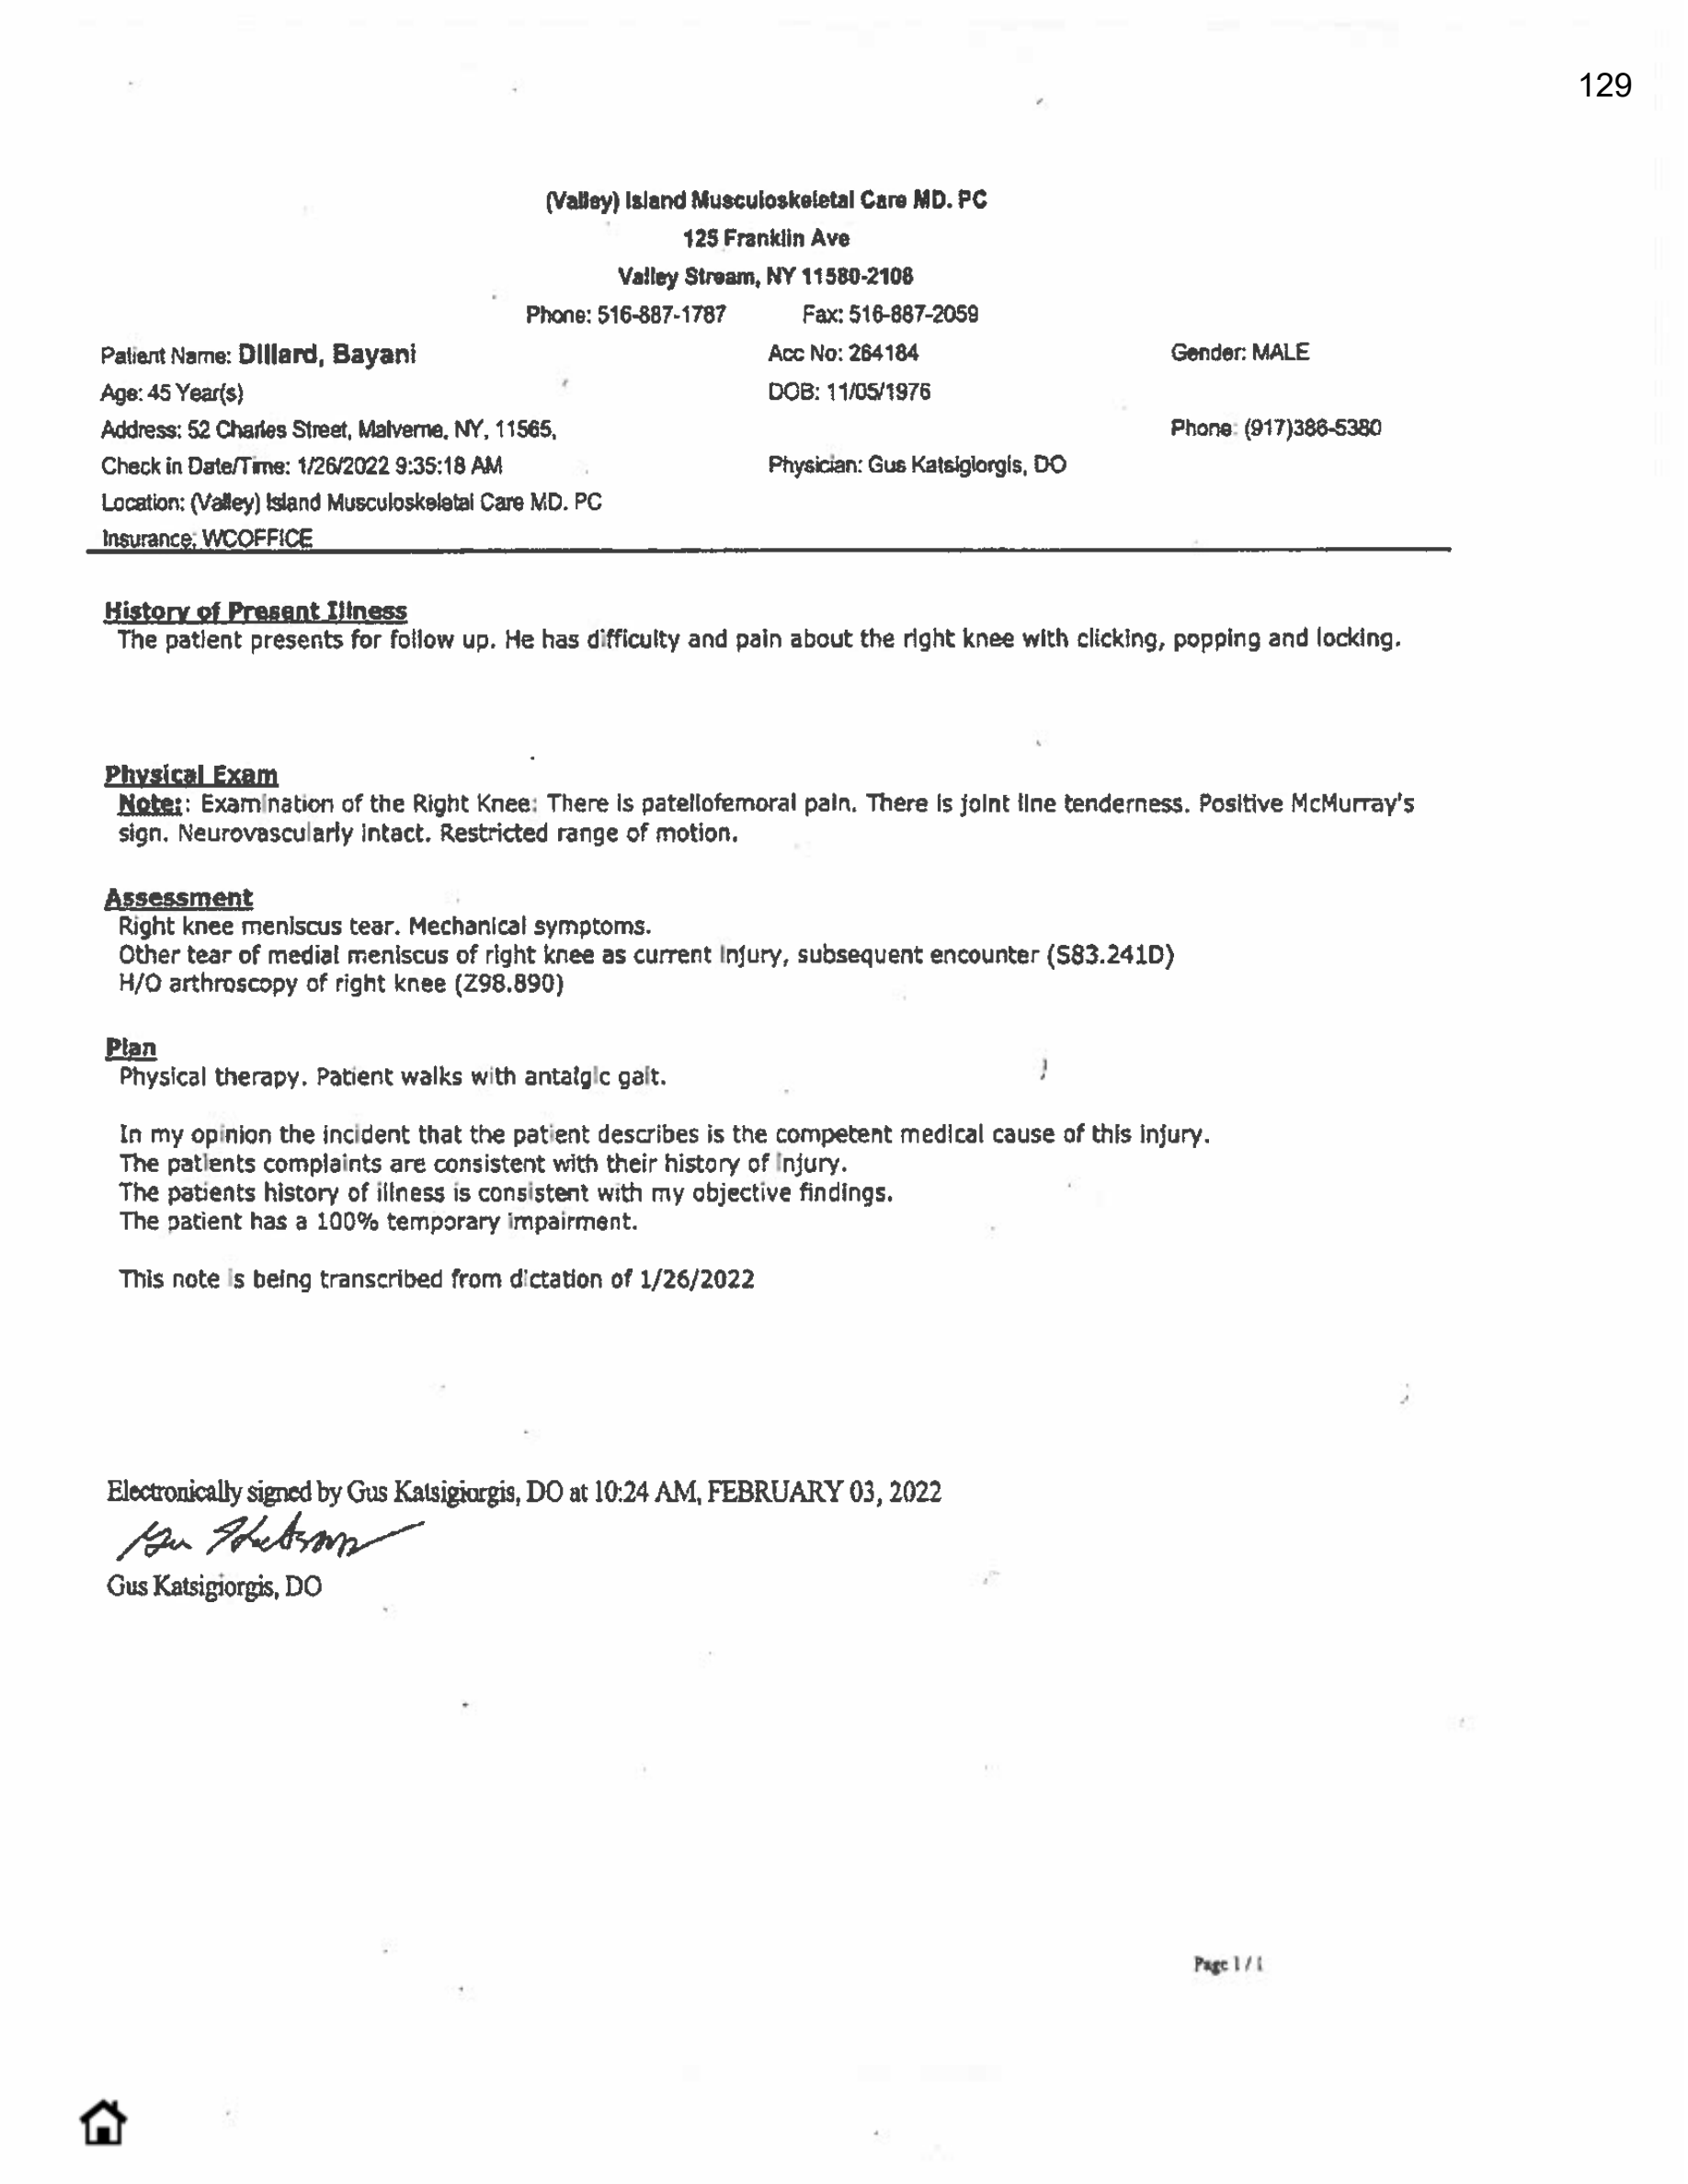 129
(Valley) Island Musculoskeletal Care MD. PC
125 Franklin Ave
Valley Stream, NY 11580-2108
Phone: 516-887-1787 Fax: 516-887-2059
Patient Name: Dillard, Bayani Acc No: 264184 Gender: MALE
Age: 45 Year(s) DOB: 11/05/1976
Address: 52 Charles Street, Malverne, NY, 11565, Phone: (917)386-5380
Check in Date/Time: 1/26/2022 9:35:18 AM Physician: Gus Katsigiorgis, DO
Location: (Valley) Island Musculoskeletal Care MD. PC
Insurance: WCOFFICE
History of Present Illness
The patient presents for follow up. He has difficulty and pain about the right knee with clicking, popping and locking.
Physical Exam
Note:: Examination of the Right Knee: There is patellofemoral pain. There is joint line tenderness. Positive McMurray's
sign. Neurovascularly intact. Restricted range of motion.
Assessment
Right knee meniscus tear. Mechanical symptoms.
Other tear of medial meniscus of right knee as current injury, subsequent encounter (S83.241D)
H/O arthroscopy of right knee (Z98.890)
Plan
Physical therapy. Patient walks with antalgic gait.
In my opinion the incident that the patient describes is the competent medical cause of this injury.
The patients complaints are consistent with their history of injury.
The patients history of illness is consistent with my objective findings.
The patient has a 100% temporary impairment.
This note is being transcribed from dictation of 1/26/2022
Electronically signed by Gus Katsigiorgis, DO at 10:24 AM, FEBRUARY 03, 2022
Gus Katsigiorgis, DO
Page 1 / 1